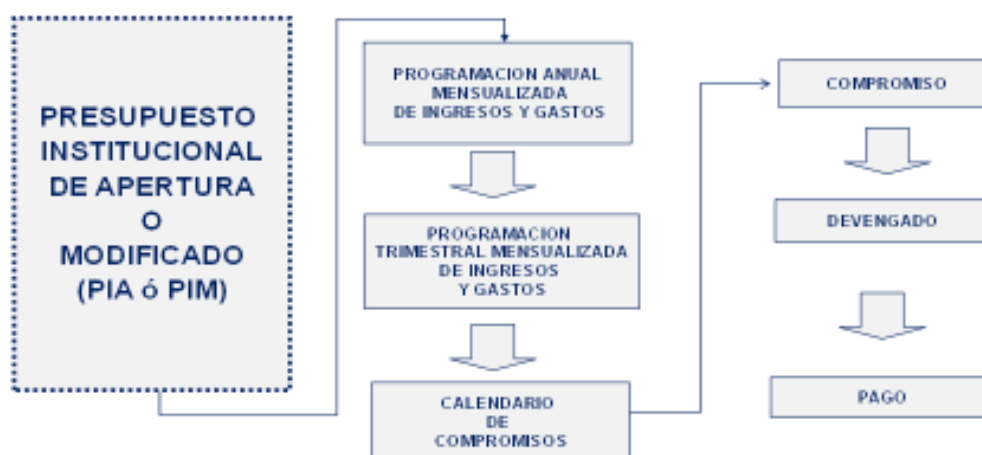 PRESUPUESTO
INSTITUCIONAL
DE APERTURA
O
MODIFICADO
(PIA ó PIM)
PROGRAMACION ANUAL
MENSUALIZADA
DE INGRESOS Y GASTOS
PROGRAMACION
TRIMESTRAL MENSUALIZADA
DE INGRESOS
Y GASTOS
CALENDARIO
DE
COMPROMISOS
COMPROMISO
DEVENGADO
PAGO